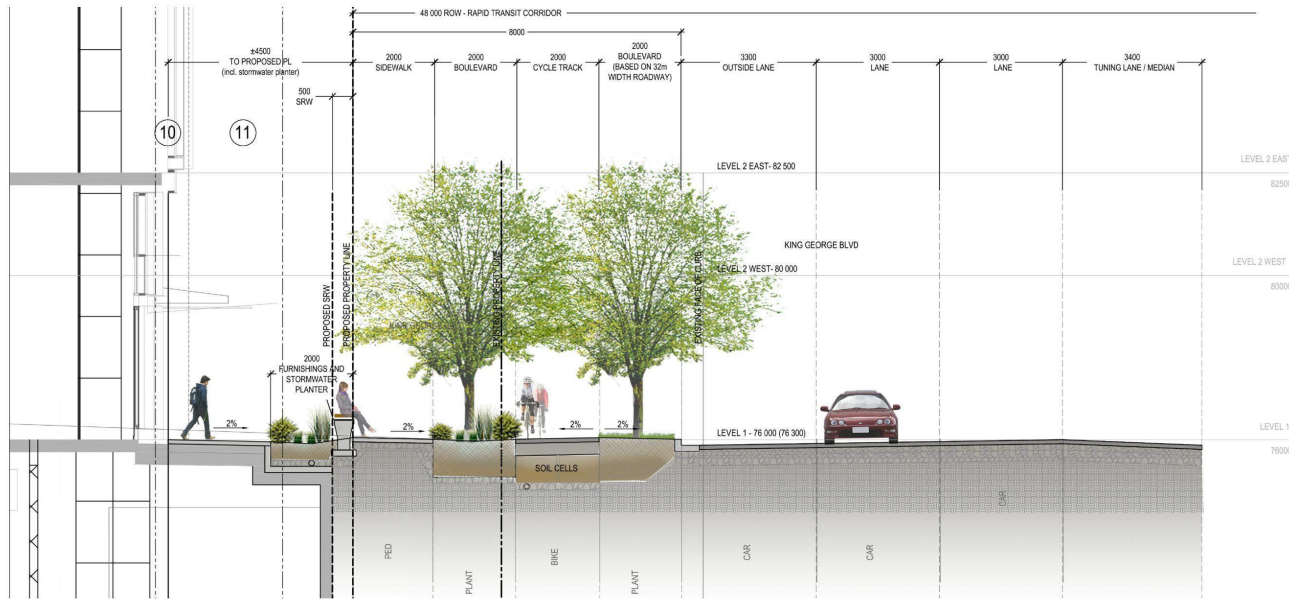 48 000 ROW - RAPID TRANSIT CORRIDOR
8000
±4500
TO PROPOSED PL
(incl. stormwater planter)
2000
SIDEWALK
2000
BOULEVARD
2000
CYCLE TRACK
2000
BOULEVARD
(BASED ON 32m
WIDTH ROADWAY)
3300
OUTSIDE LANE
3000
LANE
3000
LANE
3400
TUNING LANE / MEDIAN
500
SRW
10
11
LEVEL 2 EAST- 82 500
LEVEL 2 EAST
82500
KING GEORGE BLVD
LEVEL 2 WEST- 80 000
LEVEL 2 WEST
80000
PROPOSED SRW
PROPOSED PROPERTY LINE
EXISTING PROPERTY LINE
EXISTING FACE OF CURB
2000
FURNISHINGS AND
STORMWATER
PLANTER
2%
2%
2%
2%
LEVEL 1 - 76 000 (76 300)
LEVEL 1
76000
SOIL CELLS
PED
PLANT
BIKE
PLANT
CAR
CAR
CAR